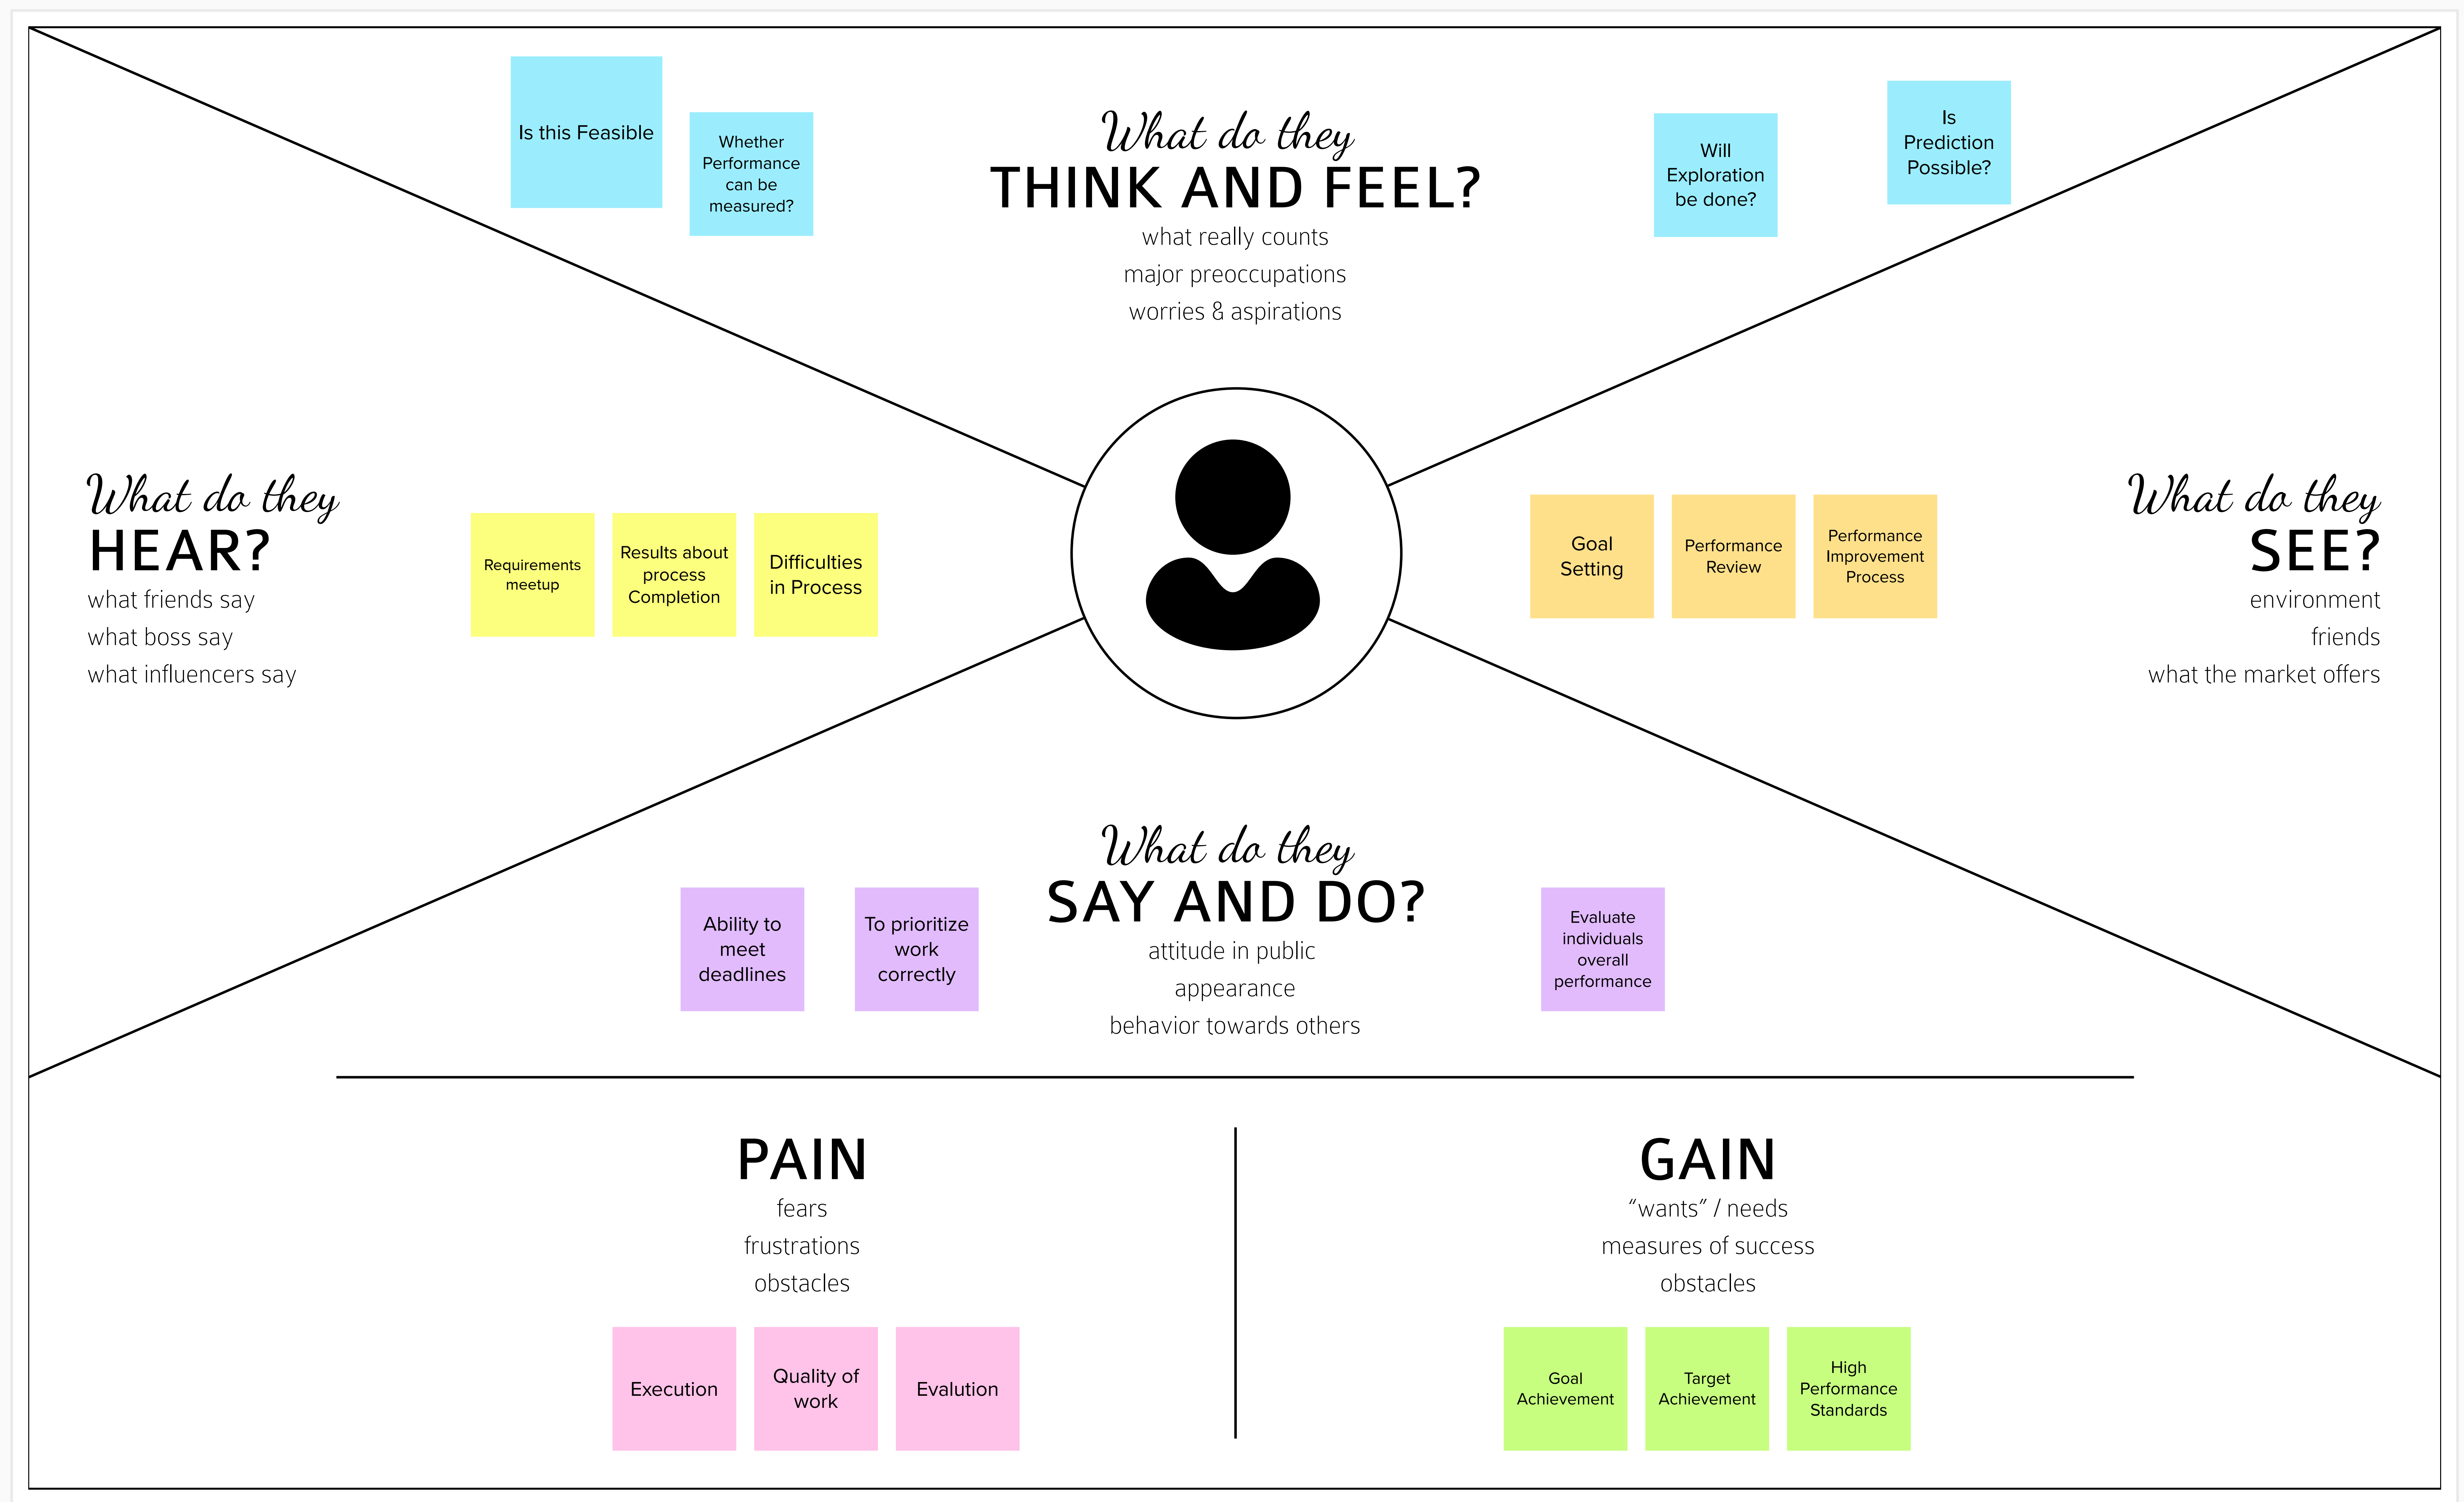 Is this Feasible
Whether
Performance
can be
measured?
What do they
THINK AND FEEL?
what really counts
major preoccupations
worries & aspirations
Will
Exploration
be done?
Is
Prediction
Possible?
What do they
HEAR?
what friends say
what boss say
what influencers say
Requirements
meetup
Results about
process
Completion
Difficulties
in Process
Goal
Setting
Performance
Review
Performance
Improvement
Process
What do they
SEE?
environment
friends
what the market offers
Ability to
meet
deadlines
To prioritize
work
correctly
What do they
SAY AND DO?
attitude in public
appearance
behavior towards others
Evaluate
individuals
overall
performance
PAIN
fears
frustrations
obstacles
Execution
Quality of
work
Evalution
GAIN
“wants” / needs
measures of success
obstacles
Goal
Achievement
Target
Achievement
High
Performance
Standards